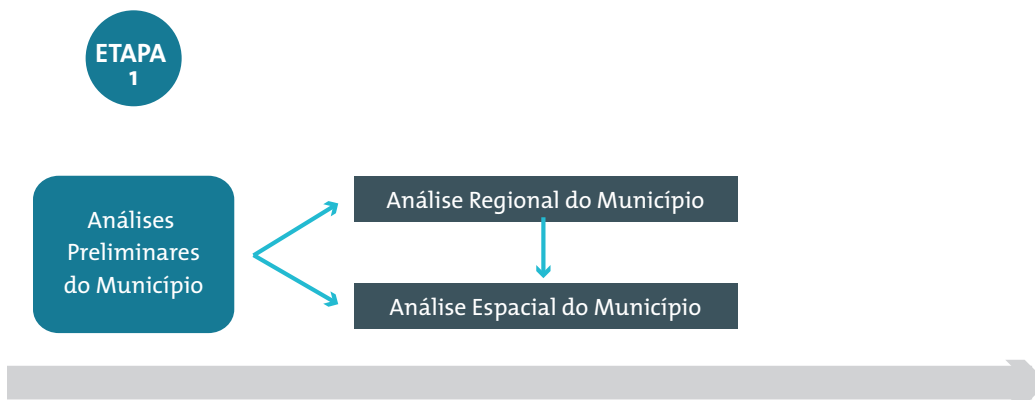 ETAPA
1
Análises
Preliminares
do Município
Análise Regional do Município
Análise Espacial do Município